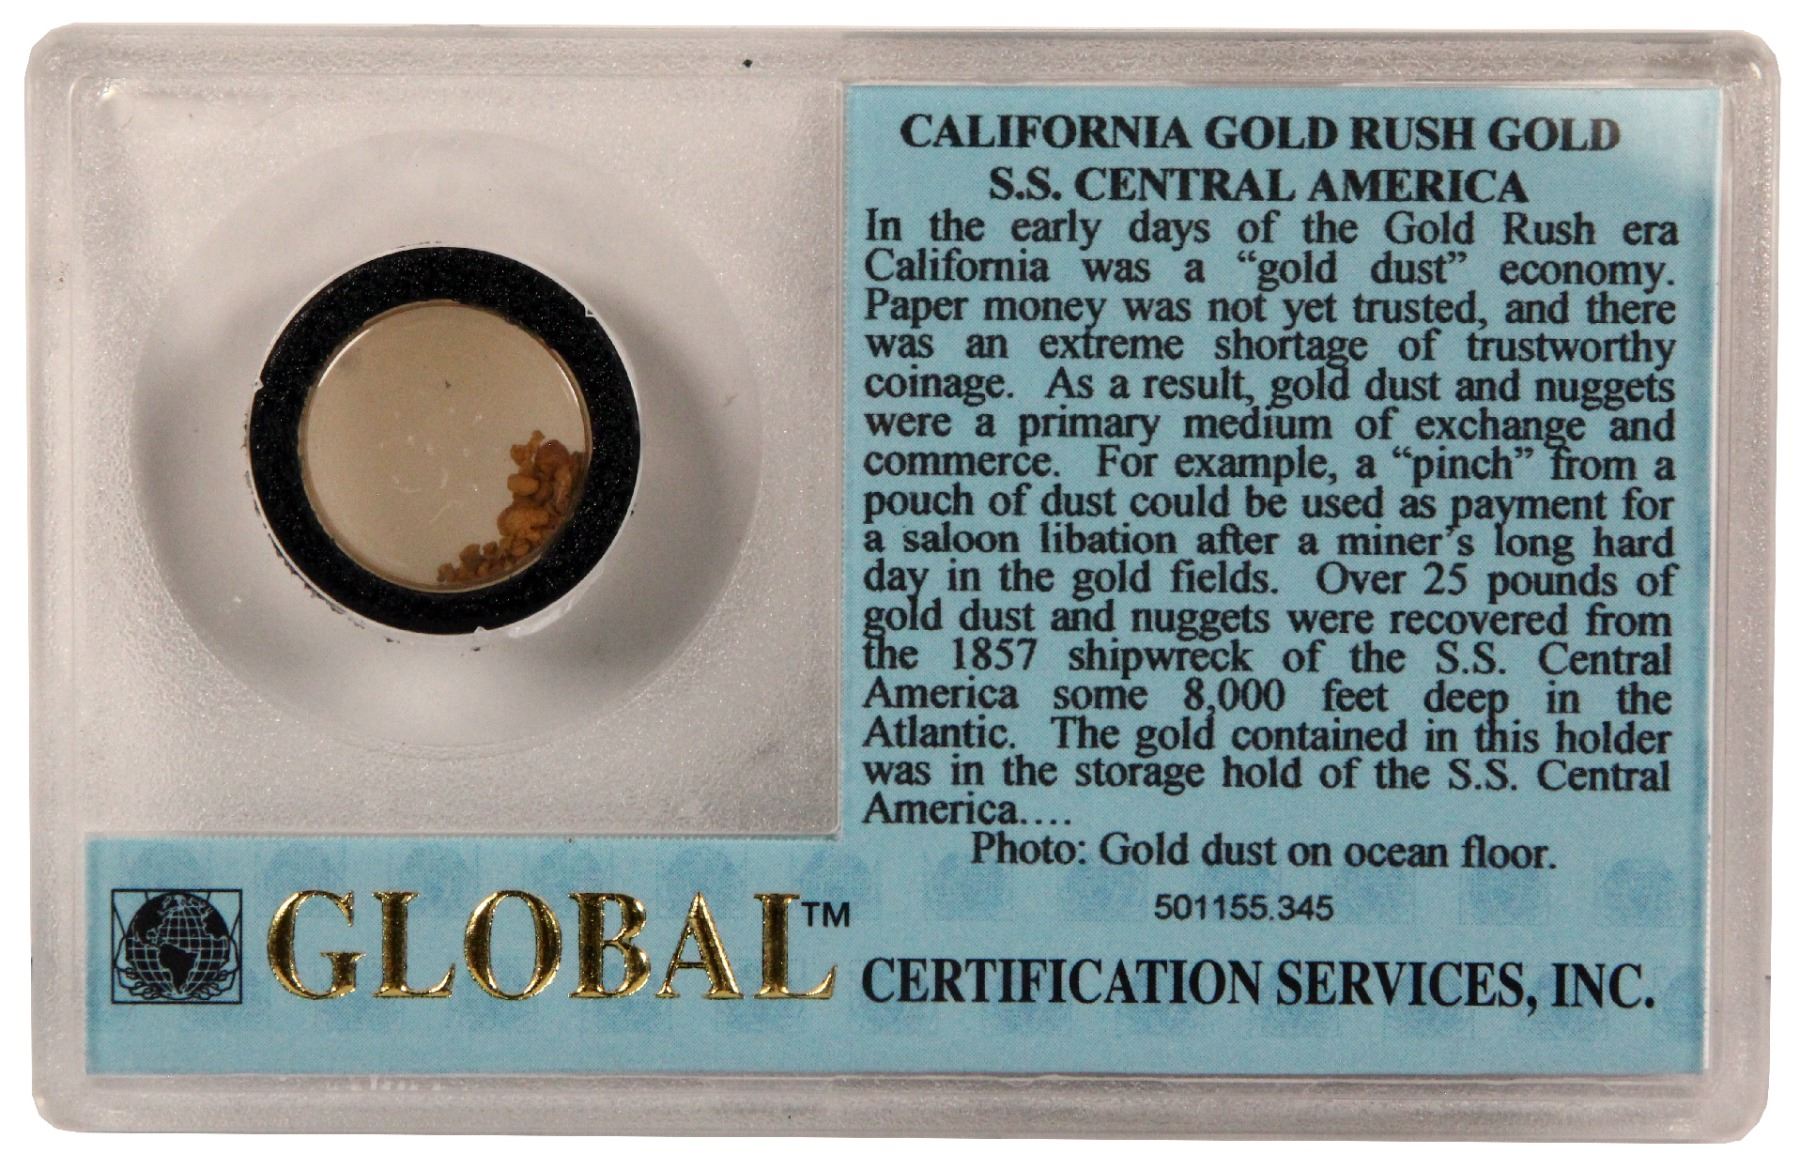 CALIFORNIA GOLD RUSH GOLD
S.S. CENTRAL AMERICA
In the early days of the Gold Rush era
California was a “gold dust” economy.
Paper money was not yet trusted, and there
was an extreme shortage of trustworthy
coinage. As a result, gold dust and nuggets
were a primary medium of exchange and
commerce. For example, a “pinch” from a
pouch of dust could be used as payment for
a saloon libation after a miner’s long hard
day in the gold fields. Over 25 pounds of
gold dust and nuggets were recovered from
the 1857 shipwreck of the S.S. Central
America some 8,000 feet deep in the
Atlantic. The gold contained in this holder
was in the storage hold of the S.S. Central
America....
Photo: Gold dust on ocean floor.
501155.345
GLOBAL™ CERTIFICATION SERVICES, INC.